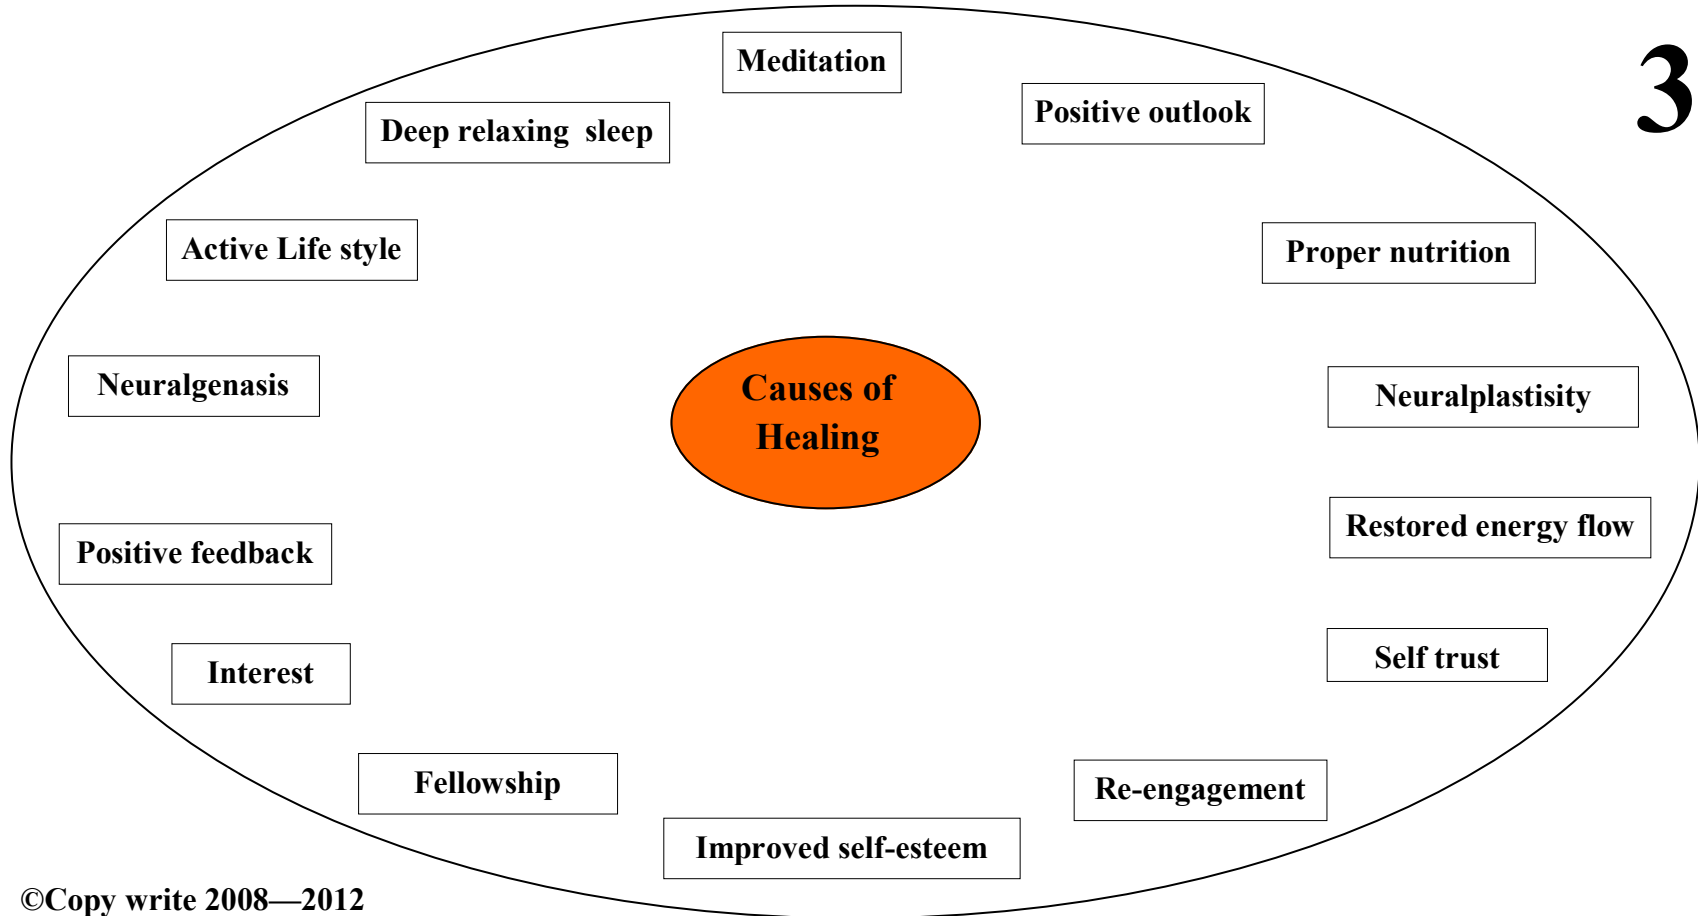 3
Meditation
Positive outlook
Deep relaxing sleep
Active Life style
Proper nutrition
Neuralgenasis
Causes of
Healing
Neuralplastisity
Positive feedback
Restored energy flow
Interest
Self trust
Fellowship
Re-engagement
Improved self-esteem
©Copy write 2008—2012